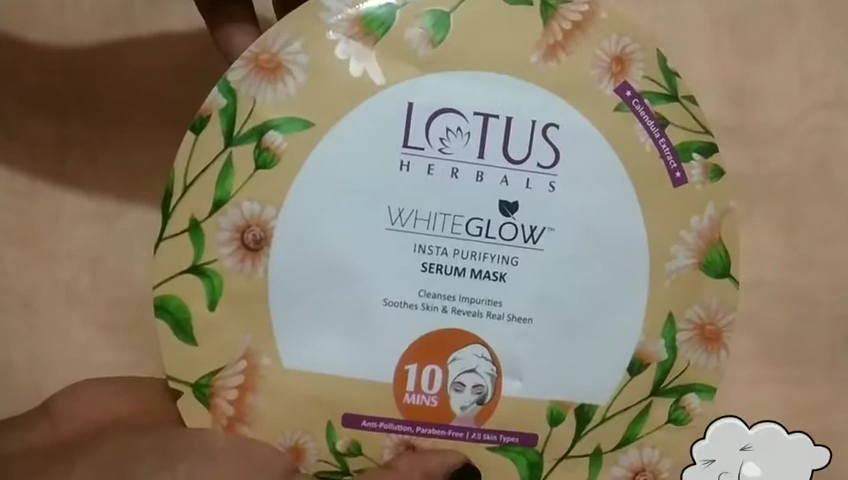 LOTUS
HERBALS
WHITEGLOW™
INSTA PURIFYING
SERUM MASK
Cleanses Impurities
Soothes Skin & Reveals Real Sheen
10
MINS
Anti-Pollution, Paraben-Free | All Skin Types
★ Calendula Extract ★